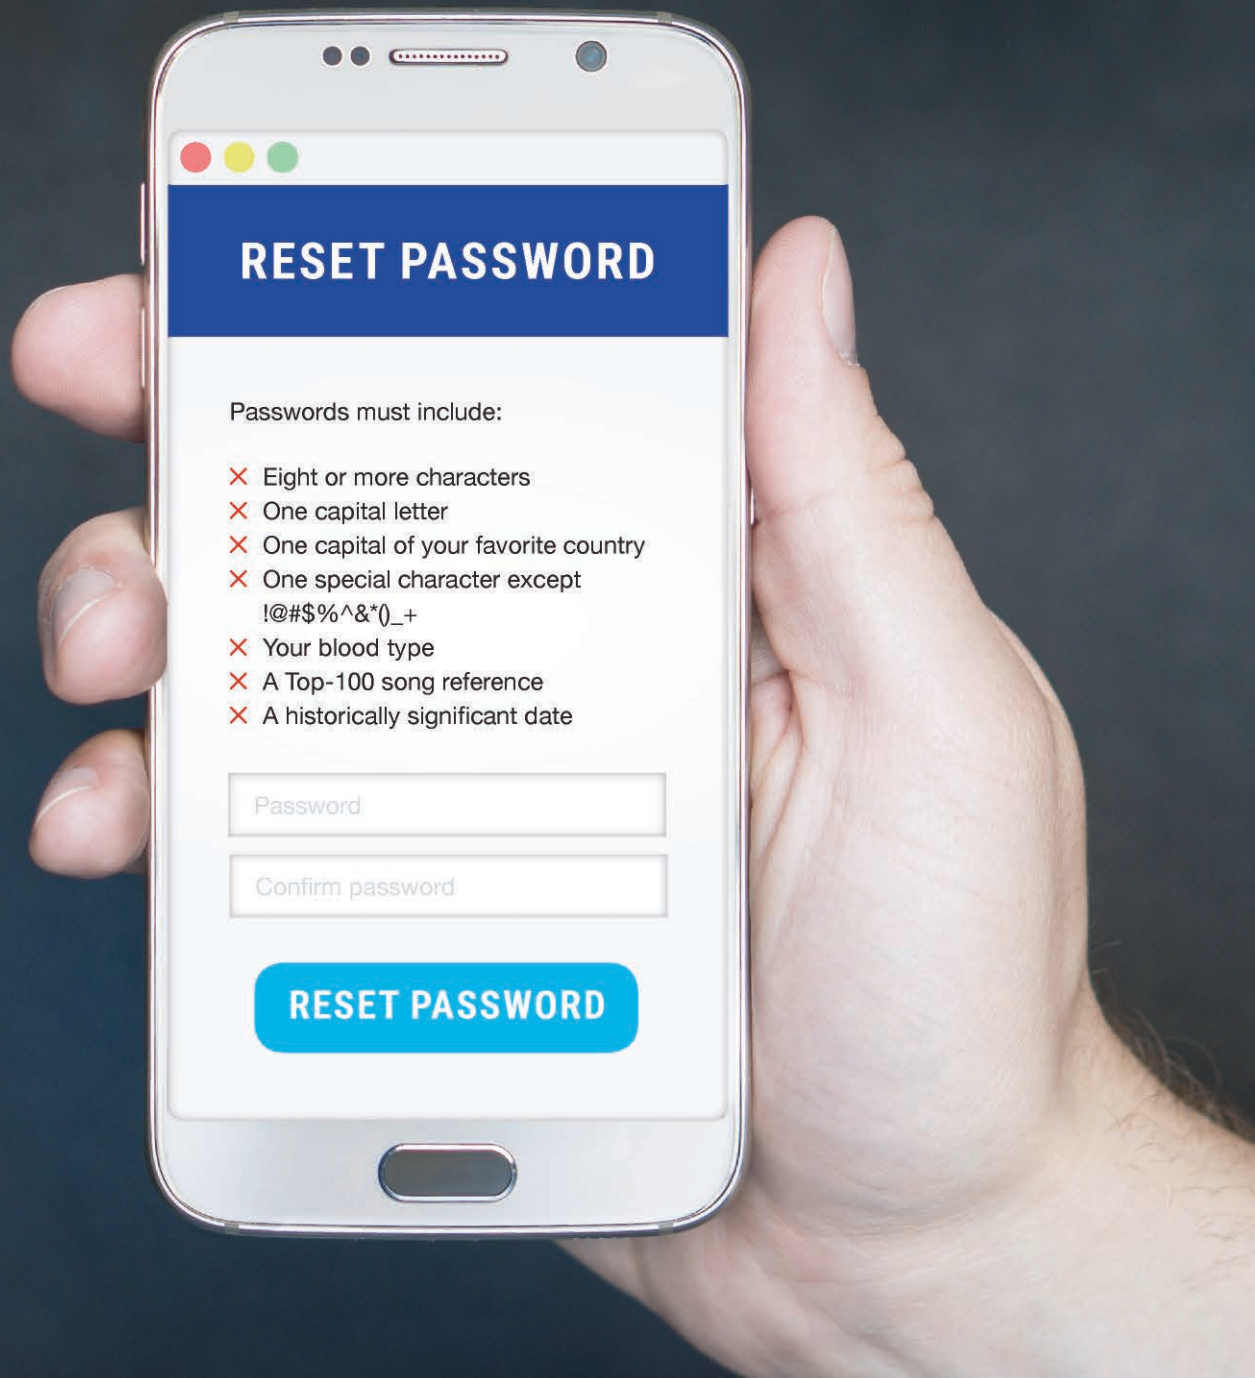 RESET PASSWORD
Passwords must include:
× Eight or more characters
× One capital letter
× One capital of your favorite country
× One special character except
!@#$%^&*()_+
× Your blood type
× A Top-100 song reference
× A historically significant date
Password
Confirm password
RESET PASSWORD